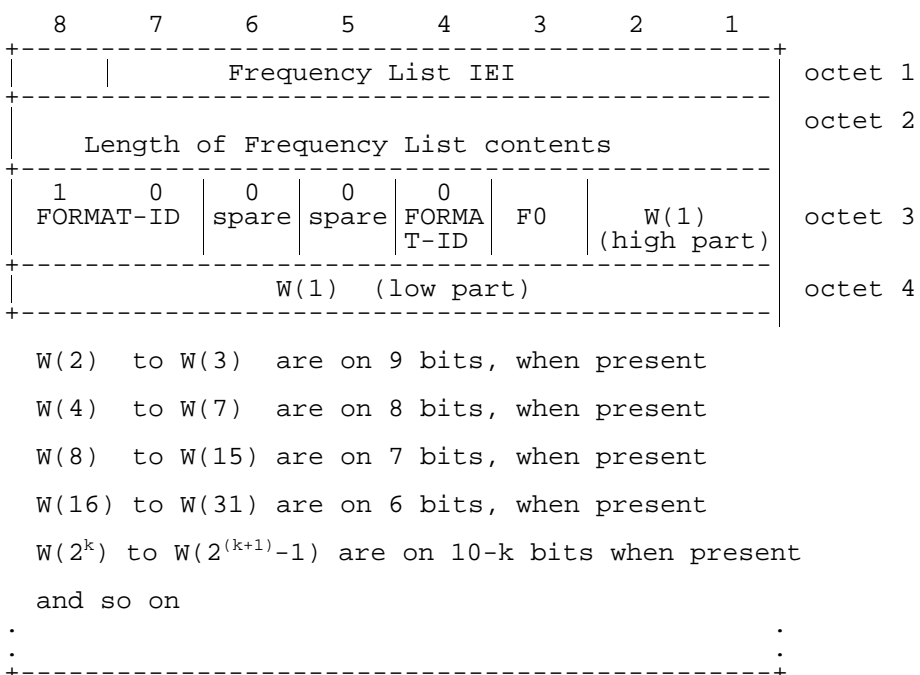 8 7 6 5 4 3 2 1
Frequency List IEI octet 1
octet 2
Length of Frequency List contents
1 0 0 0 0
FORMAT-ID spare spare FORMA F0 W(1) octet 3
T-ID (high part)
W(1) (low part) octet 4
W(2) to W(3) are on 9 bits, when present
W(4) to W(7) are on 8 bits, when present
W(8) to W(15) are on 7 bits, when present
W(16) to W(31) are on 6 bits, when present
W(2^k) to W(2^(k+1)-1) are on 10-k bits when present
and so on
. .
. .